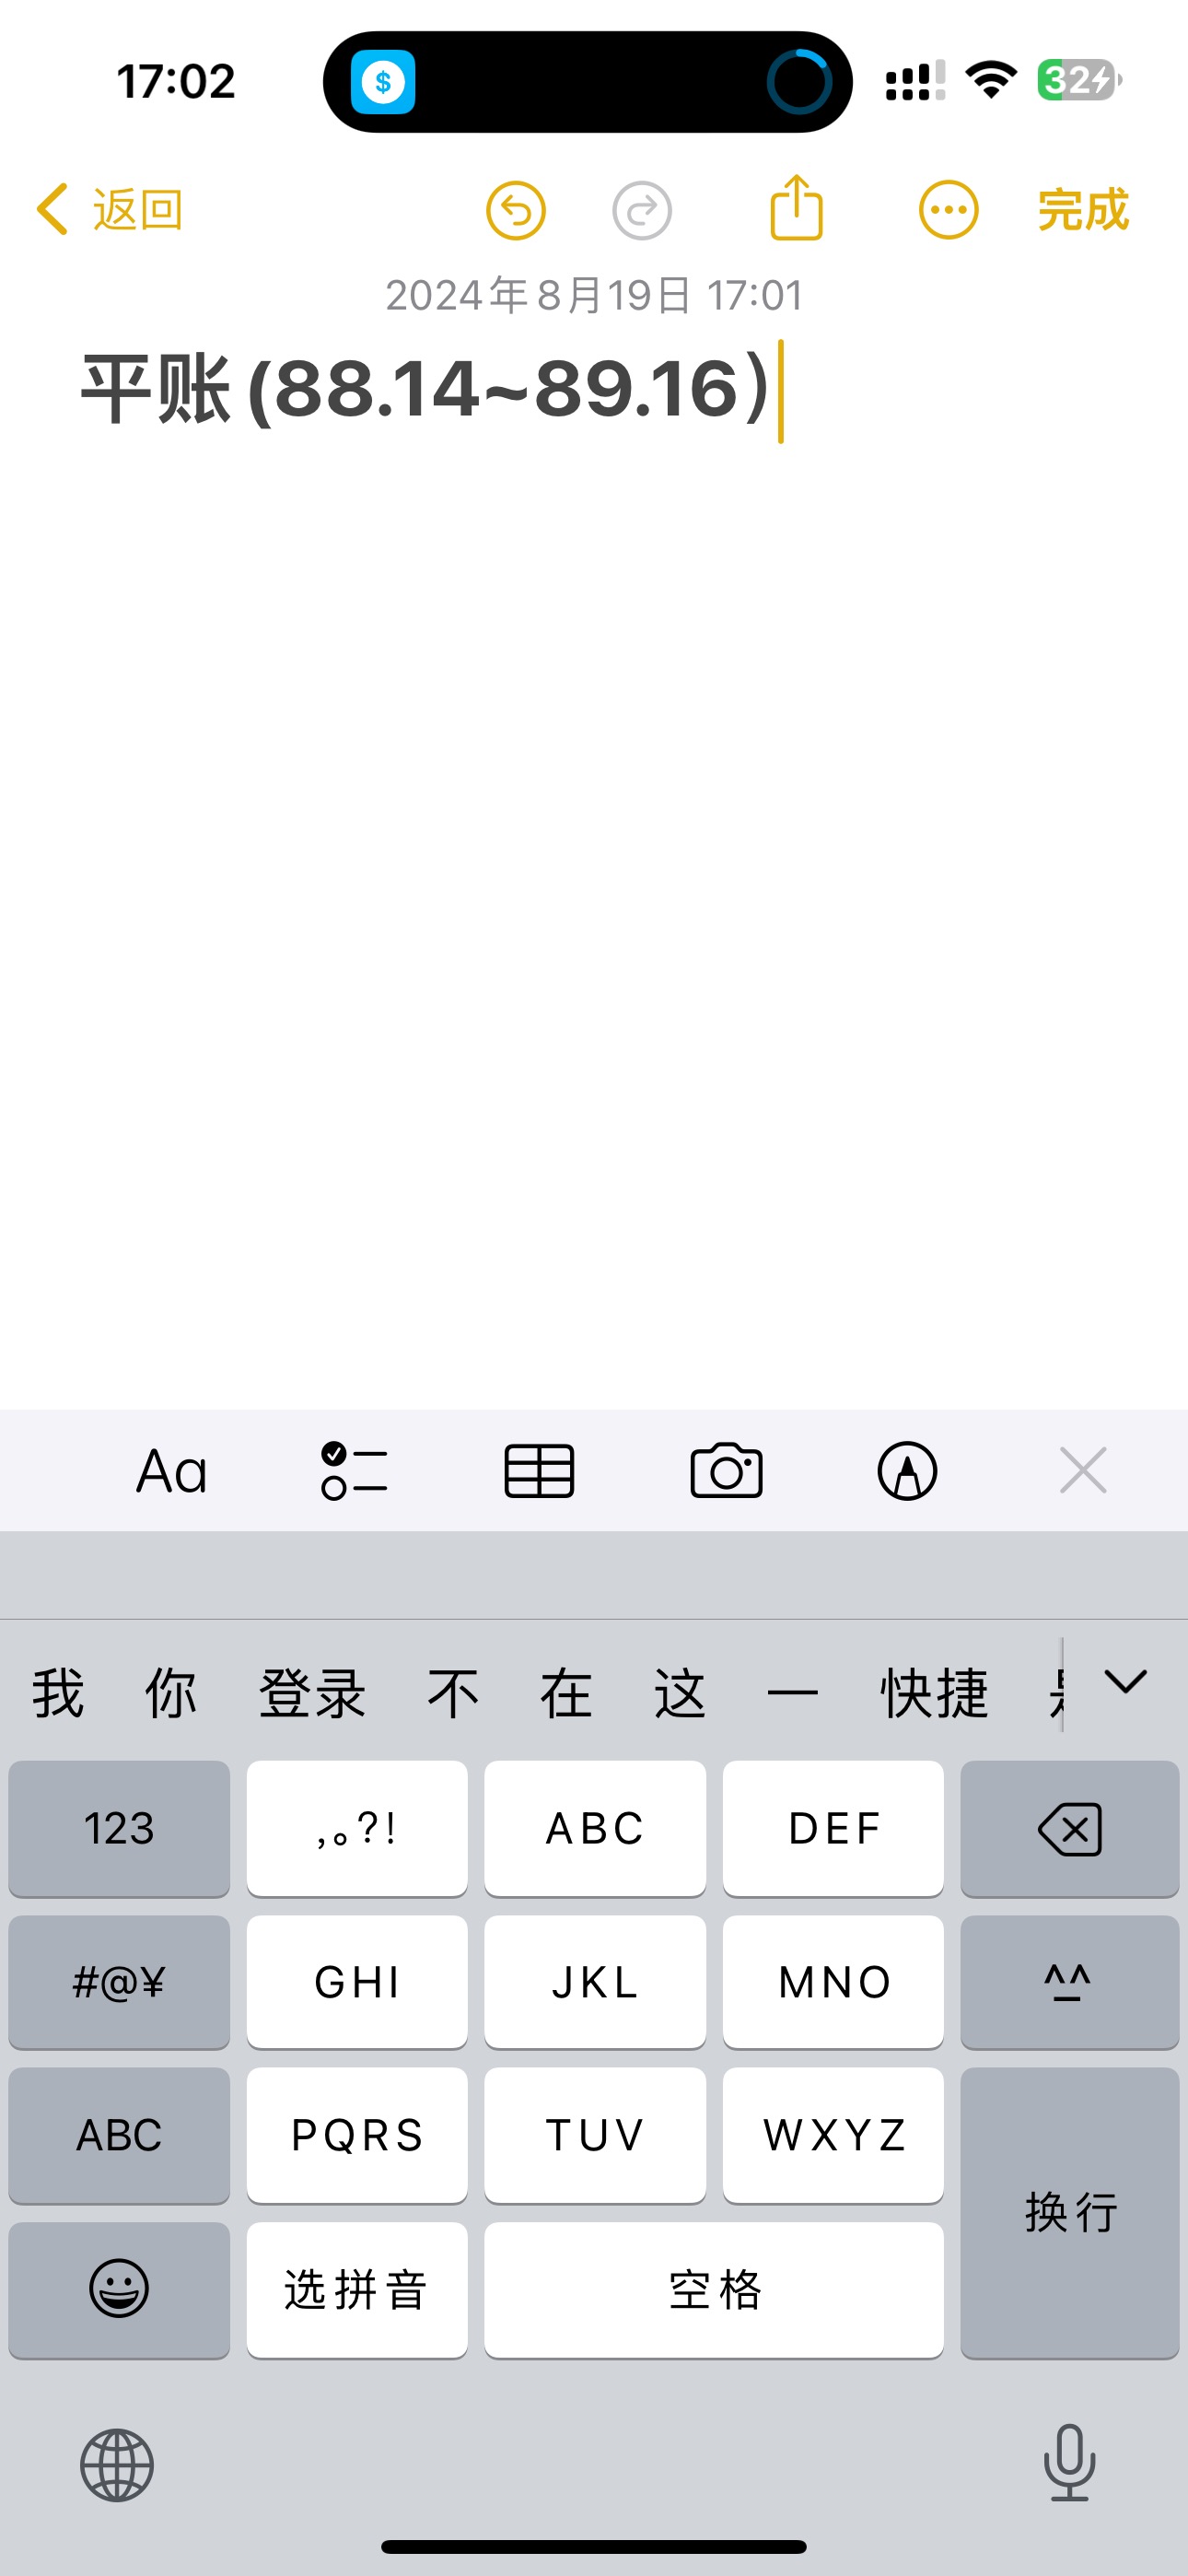 17:02
$
32
返回
完成
2024年8月19日 17:01
平账 (88.14~89.16)
Aa
我 你 登录 不 在 这 一 快捷
123 ,。?! ABC DEF
#@¥ GHI JKL MNO ^^
ABC PQRS TUV WXYZ
换行
选拼音 空格